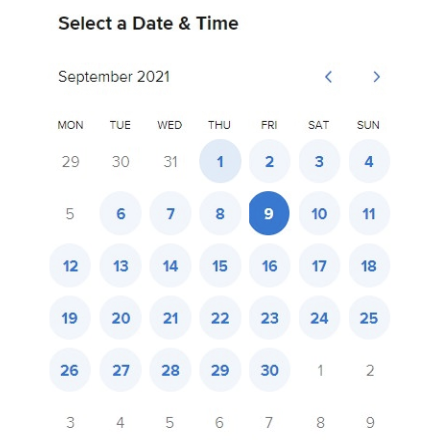 Select a Date & Time
September 2021
MON TUE WED THU FRI SAT SUN
29 30 31 1 2 3 4
5 6 7 8 9 10 11
12 13 14 15 16 17 18
19 20 21 22 23 24 25
26 27 28 29 30 1 2
3 4 5 6 7 8 9